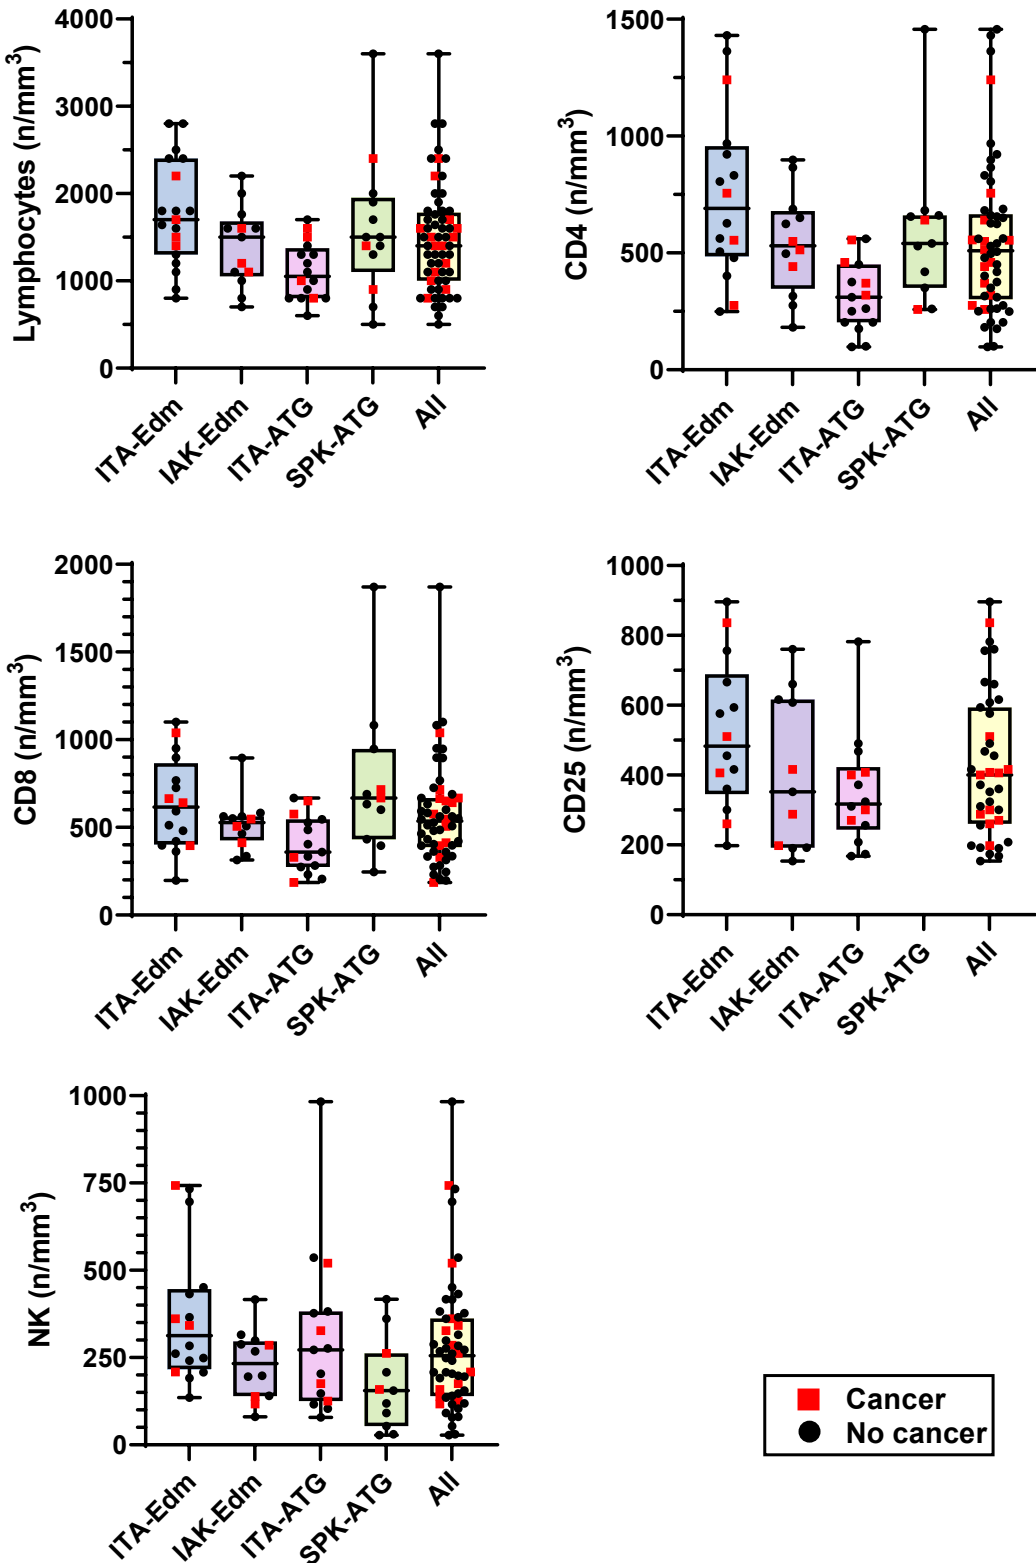 Lymphocytes (n/mm³)
4000
3000
2000
1000
0
ITA-Edm
IAK-Edm
ITA-ATG
SPK-ATG
All
CD4 (n/mm³)
1500
1000
500
0
ITA-Edm
IAK-Edm
ITA-ATG
SPK-ATG
All
CD8 (n/mm³)
2000
1500
1000
500
0
ITA-Edm
IAK-Edm
ITA-ATG
SPK-ATG
All
CD25 (n/mm³)
1000
800
600
400
200
0
ITA-Edm
IAK-Edm
ITA-ATG
SPK-ATG
All
NK (n/mm³)
1000
750
500
250
0
ITA-Edm
IAK-Edm
ITA-ATG
SPK-ATG
All
Cancer
No cancer